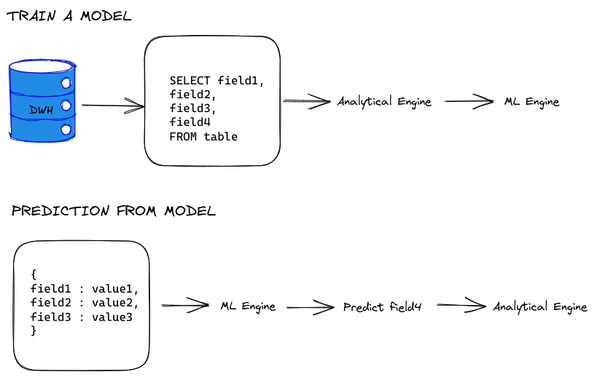 TRAIN A MODEL
DWH
SELECT field1,
field2,
field3,
field4
FROM table
Analytical Engine
ML Engine
PREDICTION FROM MODEL
{
field1 : value1,
field2 : value2,
field3 : value3
}
ML Engine
Predict field4
Analytical Engine